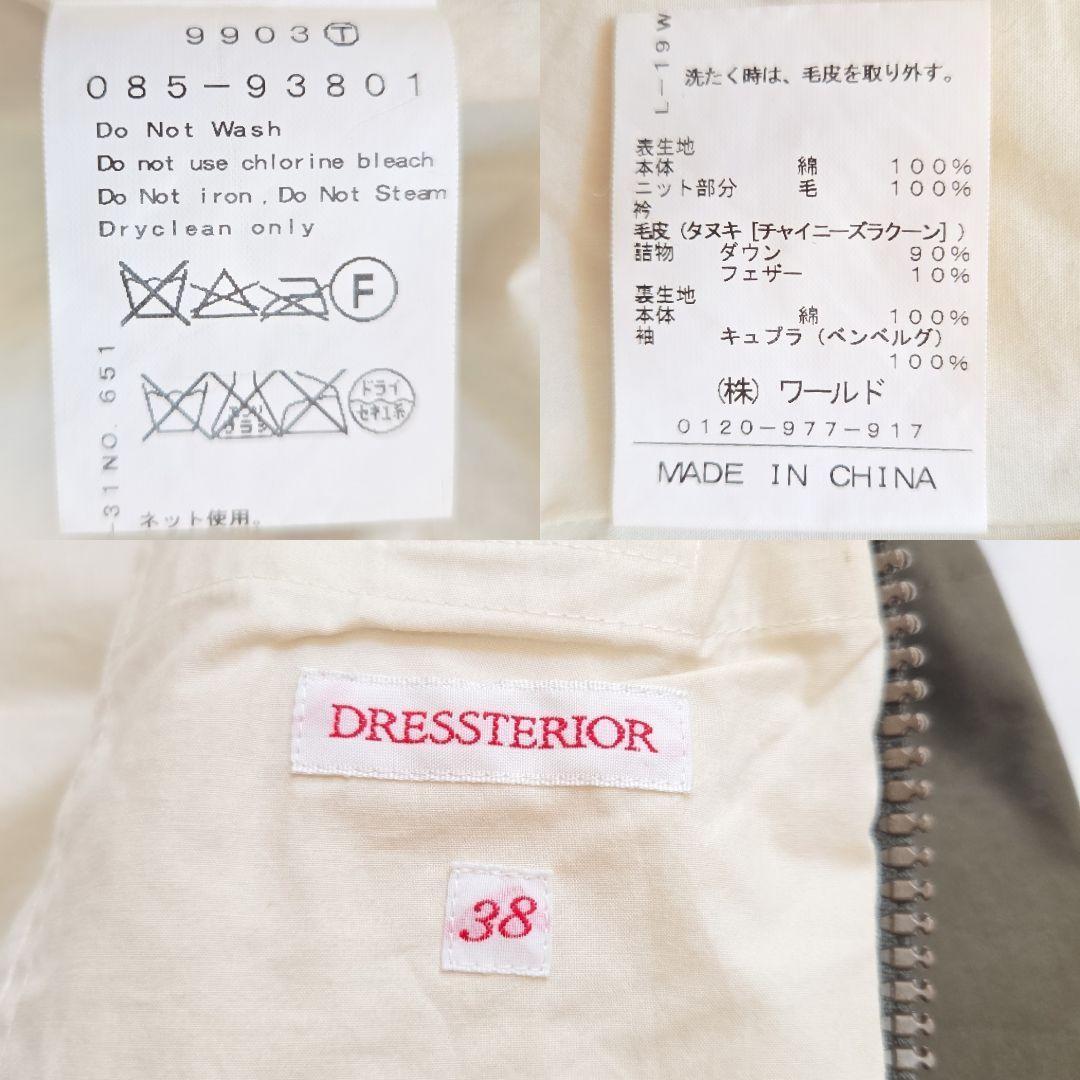 9903Ⓣ
085-93801
Do Not Wash
Do not use chlorine bleach
Do Not iron, Do Not Steam
Dryclean only
F
ドライ
セキユ系
-31NO. 651
ネット使用。
L-19W
洗たく時は、毛皮を取り外す。
表生地
本体 綿 100%
ニット部分 毛 100%
衿
毛皮（タヌキ［チャイニーズラクーン］）
詰物 ダウン 90%
フェザー 10%
裏生地
本体 綿 100%
袖 キュプラ（ベンベルグ）
100%
(株) ワールド
0120-977-917
MADE IN CHINA
DRESSTERIOR
38